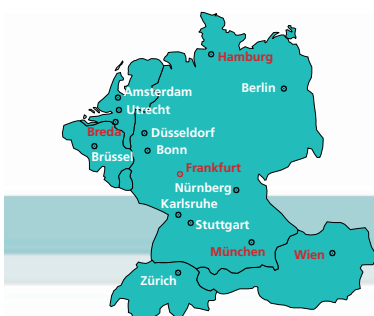 Hamburg
Berlin
Amsterdam
Utrecht
Breda
Düsseldorf
Brüssel
Bonn
Frankfurt
Nürnberg
Karlsruhe
Stuttgart
München
Wien
Zürich